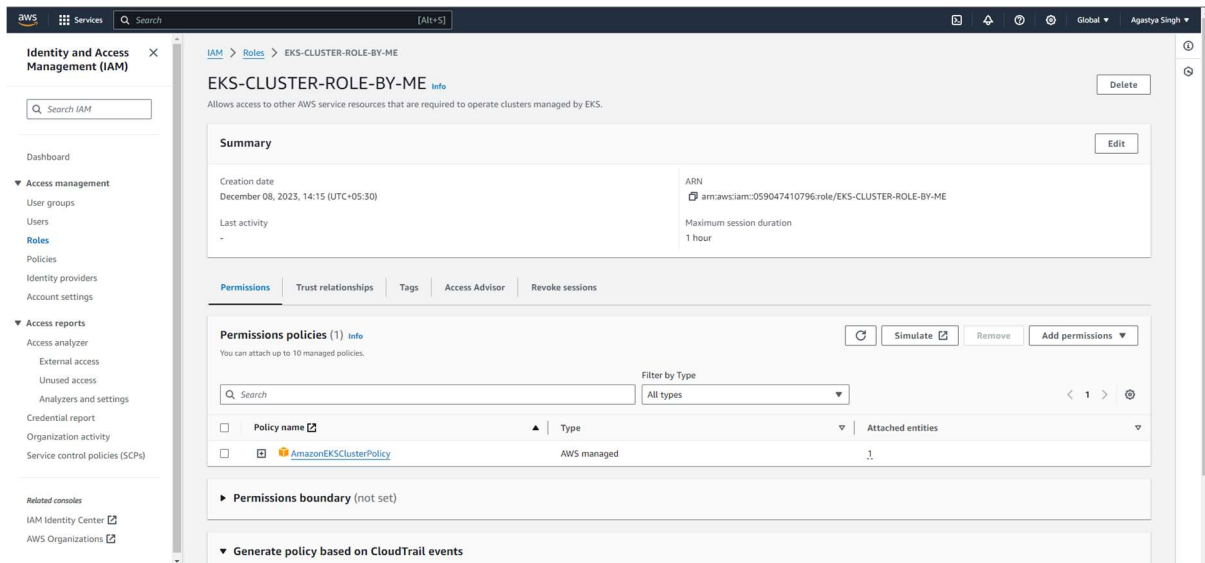 aws Services Search [Alt+S] Global ▼ Agastya Singh ▼
Identity and Access Management (IAM)
Search IAM
Dashboard
Access management
User groups
Users
Roles
Policies
Identity providers
Account settings
Access reports
Access analyzer
External access
Unused access
Analyzers and settings
Credential report
Organization activity
Service control policies (SCPs)
Related consoles
IAM Identity Center
AWS Organizations
IAM > Roles > EKS-CLUSTER-ROLE-BY-ME
EKS-CLUSTER-ROLE-BY-ME Info
Delete
Allows access to other AWS service resources that are required to operate clusters managed by EKS.
Summary
Edit
Creation date
December 08, 2023, 14:15 (UTC+05:30)
ARN
arn:aws:iam::059047410796:role/EKS-CLUSTER-ROLE-BY-ME
Last activity
-
Maximum session duration
1 hour
Permissions Trust relationships Tags Access Advisor Revoke sessions
Permissions policies (1) Info
You can attach up to 10 managed policies.
Simulate Remove Add permissions ▼
Filter by Type
Search All types < 1 >
Policy name Type Attached entities
AmazonEKSClusterPolicy AWS managed 1
Permissions boundary (not set)
Generate policy based on CloudTrail events